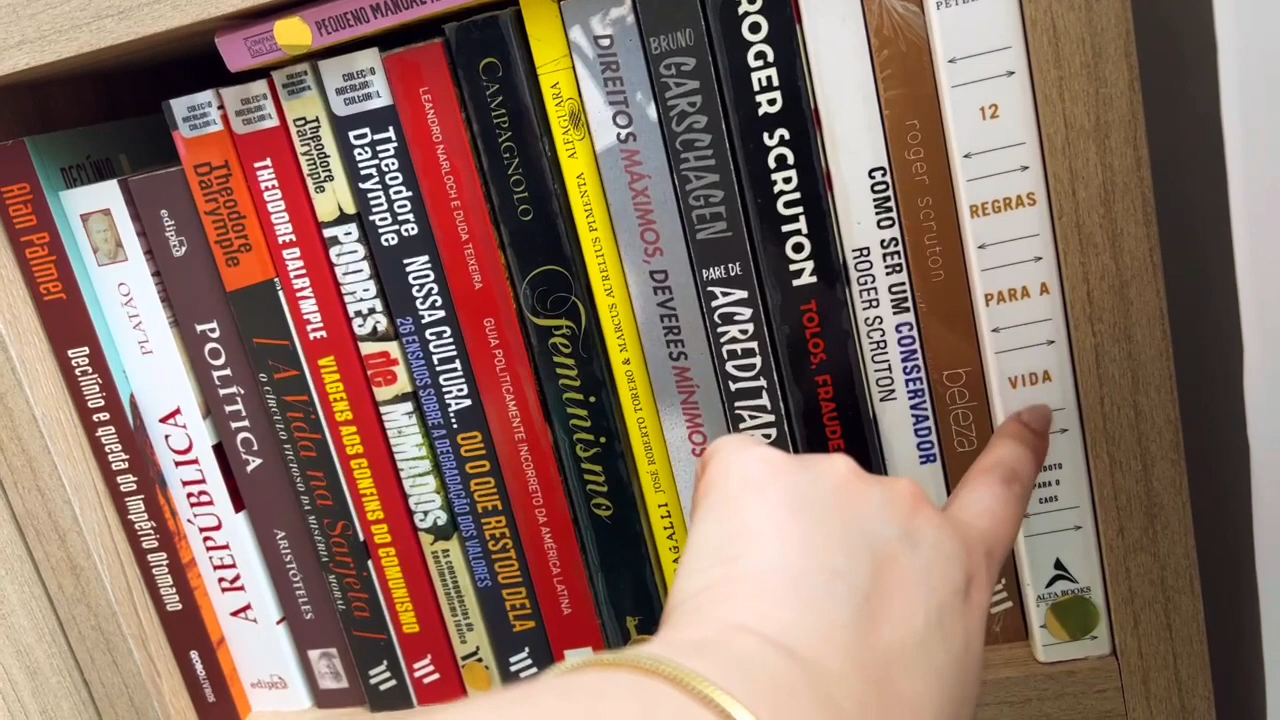 PEQUENO MANUAL
Alan Palmer
Declínio e queda do Império Otomano
GLOBOLIVROS
DECLÍNIO
PLATÃO
A REPÚBLICA
edipro
edipro
POLÍTICA
ARISTÓTELES
COLEÇÃO
ABERTURA
CULTURAL
Theodore
Dalrymple
A Vida na Sarjeta
O CÍRCULO VICIOSO DA MISÉRIA MORAL
COLEÇÃO
ABERTURA
CULTURAL
THEODORE DALRYMPLE VIAGENS AOS CONFINS DO COMUNISMO
COLEÇÃO
ABERTURA
CULTURAL
Theodore
Dalrymple
PODRES de MIMADOS
As consequências do
sentimentalismo tóxico
COLEÇÃO
ABERTURA
CULTURAL
Theodore
Dalrymple
NOSSA CULTURA... OU O QUE RESTOU DELA
26 ENSAIOS SOBRE A DEGRADAÇÃO DOS VALORES
LEANDRO NARLOCH E DUDA TEIXEIRA
GUIA POLITICAMENTE INCORRETO DA AMÉRICA LATINA
CAMPAGNOLO
Feminismo
ALFAGUARA
JOSÉ ROBERTO TORERO & MARCUS AURELIUS PIMENTA
DIREITOS MÁXIMOS, DEVERES MÍNIMOS
BRUNO
GARSCHAGEN
PARE DE
ACREDITAR
ROGER SCRUTON TOLOS, FRAUDE
COMO SER UM CONSERVADOR
ROGER SCRUTON
roger scruton
beleza
12
REGRAS
PARA A
VIDA
PARA O
CAOS
ALTA BOOKS